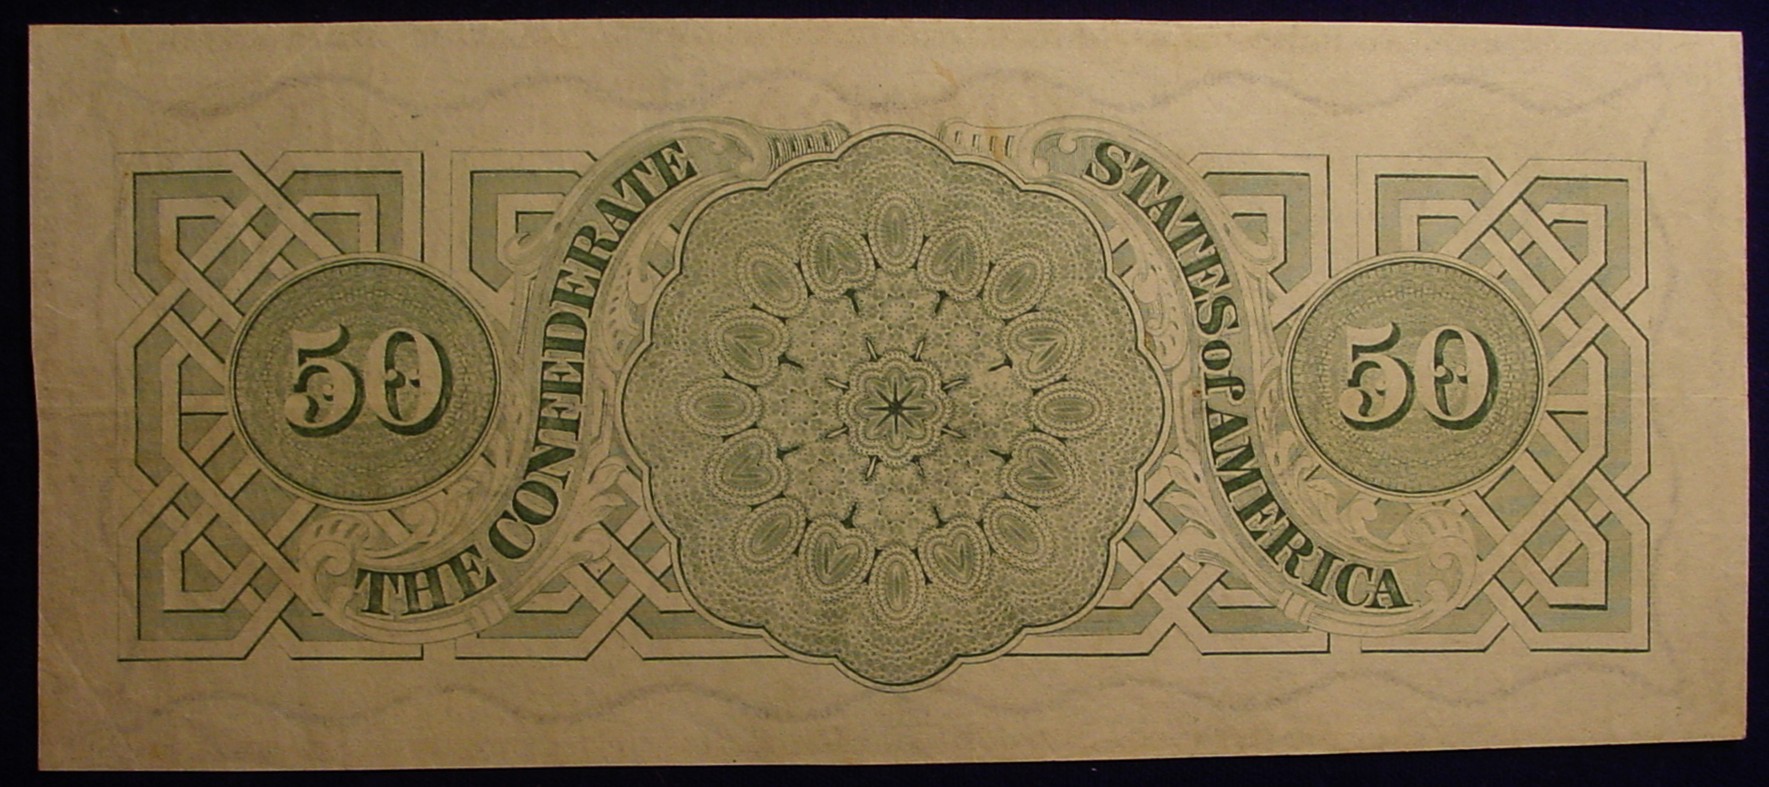 50
THE CONFEDERATE
STATES of AMERICA
50